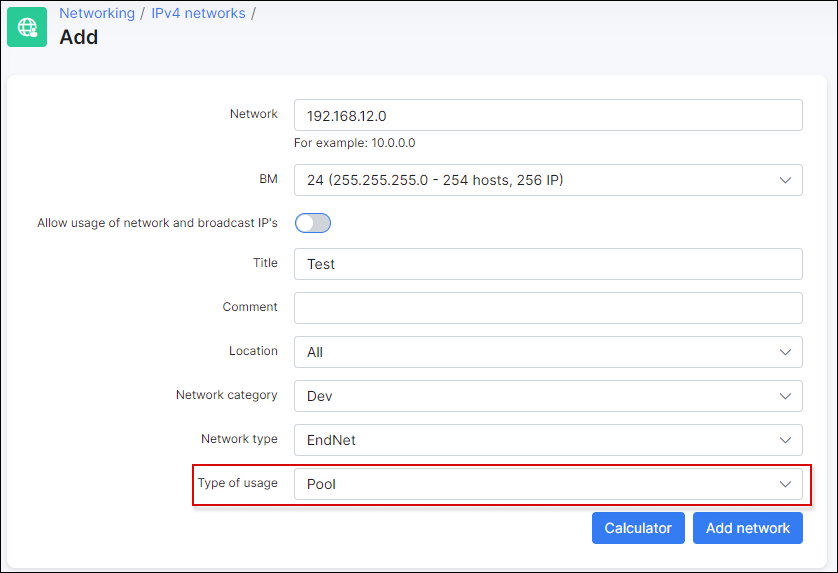 Networking / IPv4 networks /
Add
Network 192.168.12.0
For example: 10.0.0.0
BM 24 (255.255.255.0 - 254 hosts, 256 IP)
Allow usage of network and broadcast IP's
Title Test
Comment
Location All
Network category Dev
Network type EndNet
Type of usage Pool
Calculator Add network